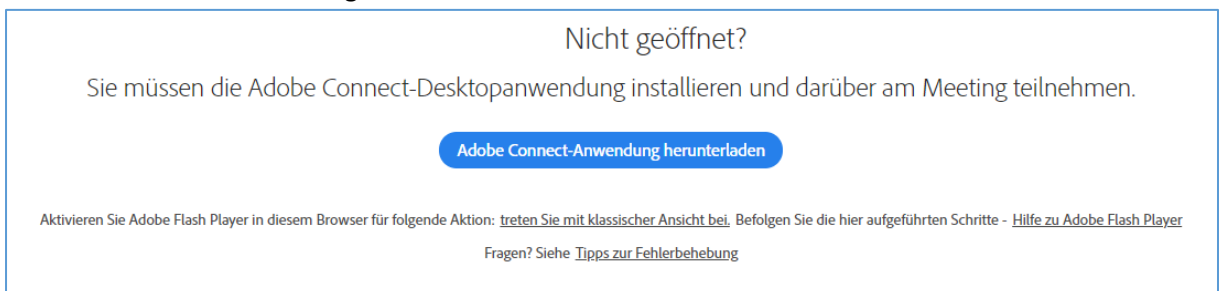 Nicht geöffnet?
Sie müssen die Adobe Connect-Desktopanwendung installieren und darüber am Meeting teilnehmen.
Adobe Connect-Anwendung herunterladen
Aktivieren Sie Adobe Flash Player in diesem Browser für folgende Aktion: treten Sie mit klassischer Ansicht bei. Befolgen Sie die hier aufgeführten Schritte - Hilfe zu Adobe Flash Player
Fragen? Siehe Tipps zur Fehlerbehebung